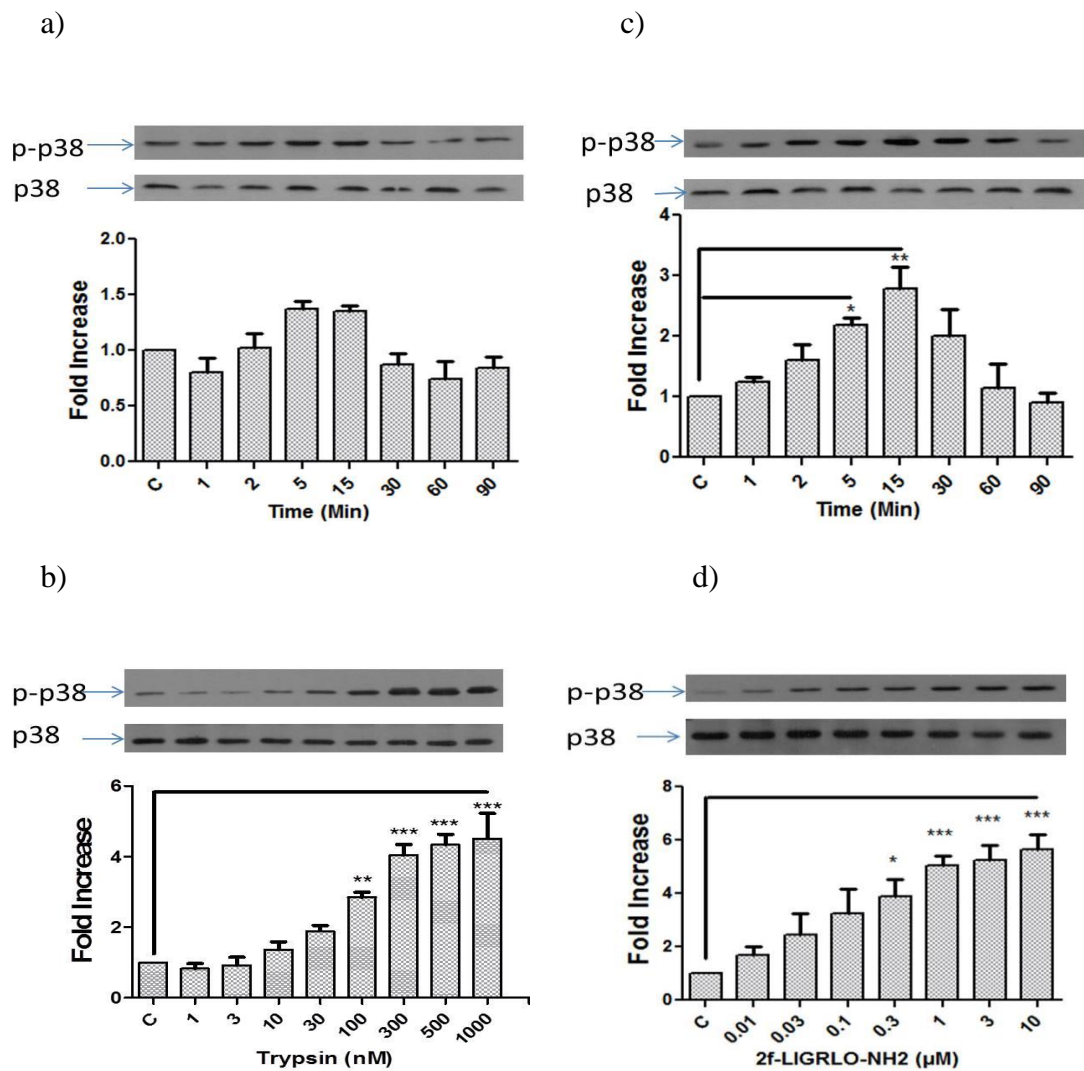 a)
p-p38
p38
2.0
1.5
1.0
0.5
0.0
Fold Increase
C 1 2 5 15 30 60 90
Time (Min)
c)
p-p38
p38
4
3
2
1
0
Fold Increase
* **
C 1 2 5 15 30 60 90
Time (Min)
b)
p-p38
p38
6
4
2
0
Fold Increase
** *** *** ***
C 1 3 10 30 100 300 500 1000
Trypsin (nM)
d)
p-p38
p38
8
6
4
2
0
Fold Increase
* *** *** ***
C 0.01 0.03 0.1 0.3 1 3 10
2f-LIGRLO-NH2 (µM)